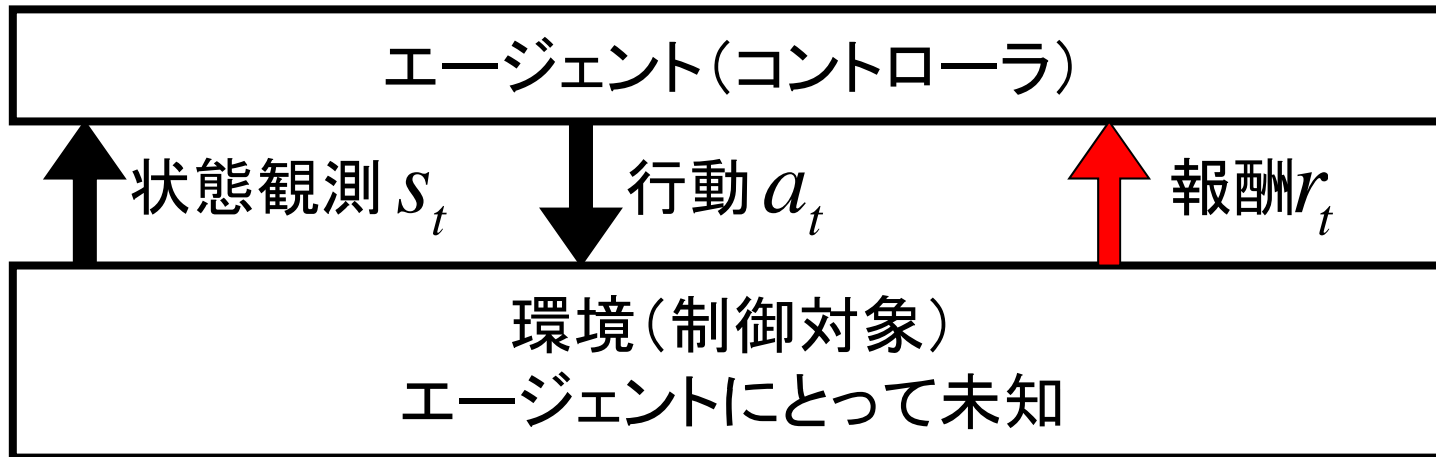 エージェント(コントローラ)
状態観測 s_t 行動 a_t 報酬r_t
環境(制御対象)
エージェントにとって未知